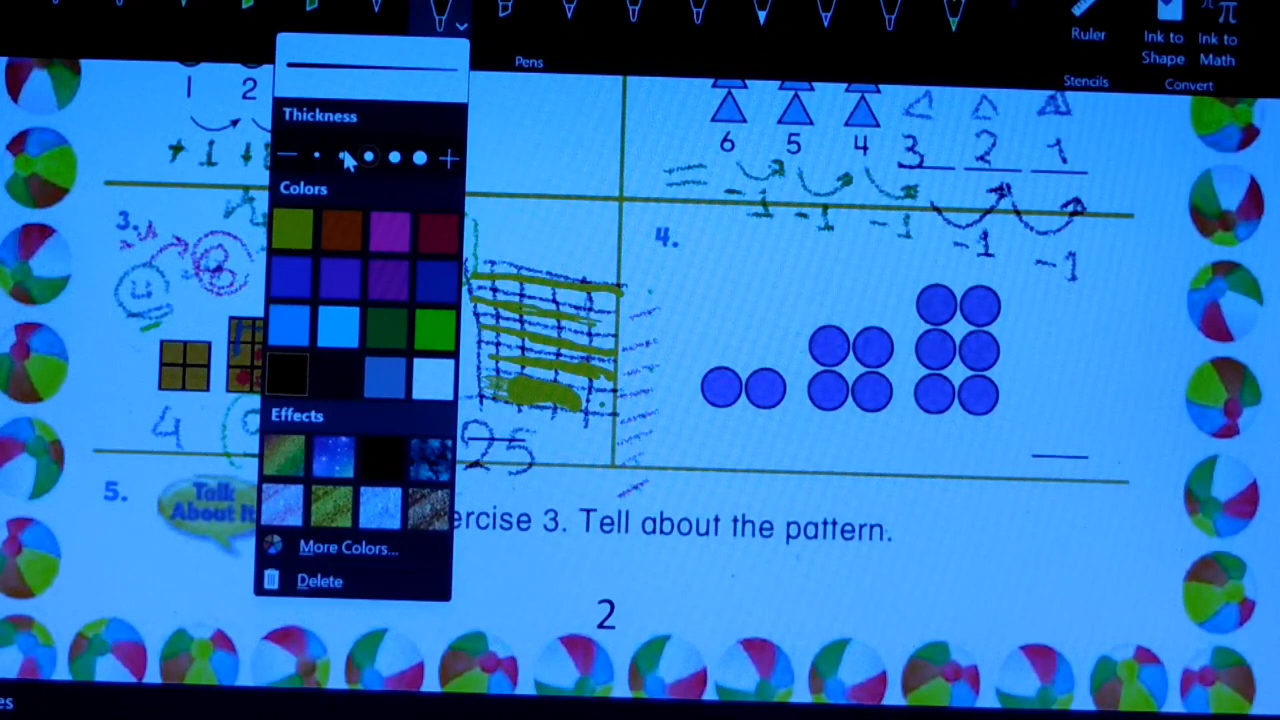 Ruler
Ink to Shape
Ink to Math
Pens
Stencils
Convert
1 2
+1
Thickness
Colors
Effects
More Colors...
Delete
6 5 4 3 2 1
-1 -1 -1 -1 -1
3.
4
25
4.
5. Talk About It
ercise 3. Tell about the pattern.
2
es